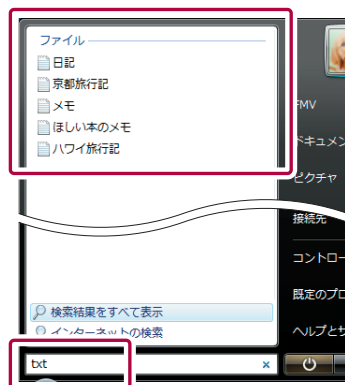 ファイル
日記
京都旅行記
メモ
ほしい本のメモ
ハワイ旅行記
FMV
ドキュメン
ピクチャ
接続先
コントロー
既定のプロ
ヘルプとサ
検索結果をすべて表示
インターネットの検索
txt